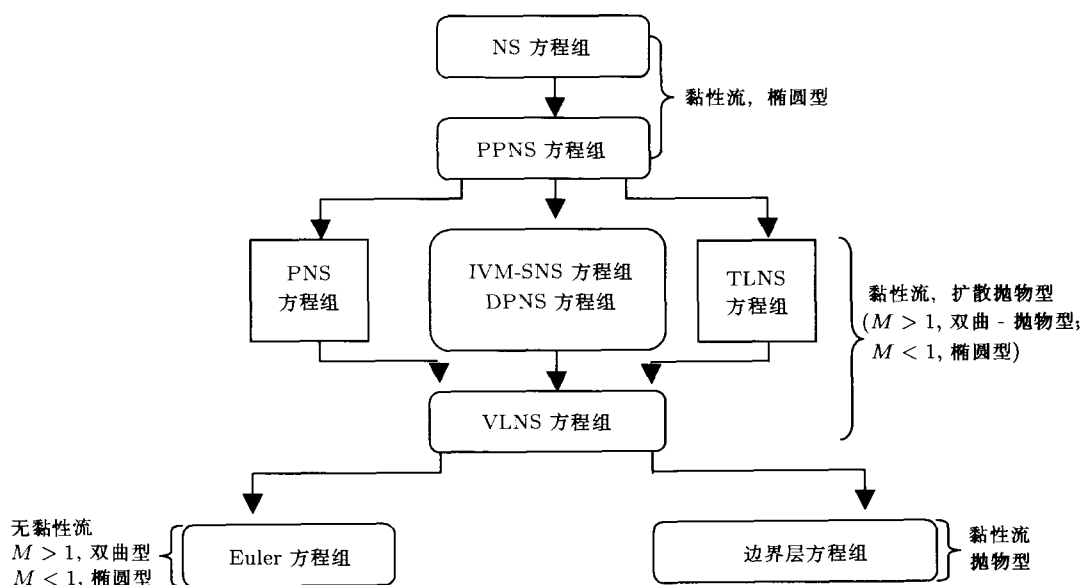 NS 方程组
黏性流, 椭圆型
PPNS 方程组
PNS
方程组
IVM-SNS 方程组
DPNS 方程组
TLNS
方程组
黏性流, 扩散抛物型
(M > 1, 双曲 - 抛物型;
M < 1, 椭圆型)
VLNS 方程组
无黏性流
M > 1, 双曲型
M < 1, 椭圆型
Euler 方程组
边界层方程组
黏性流
抛物型